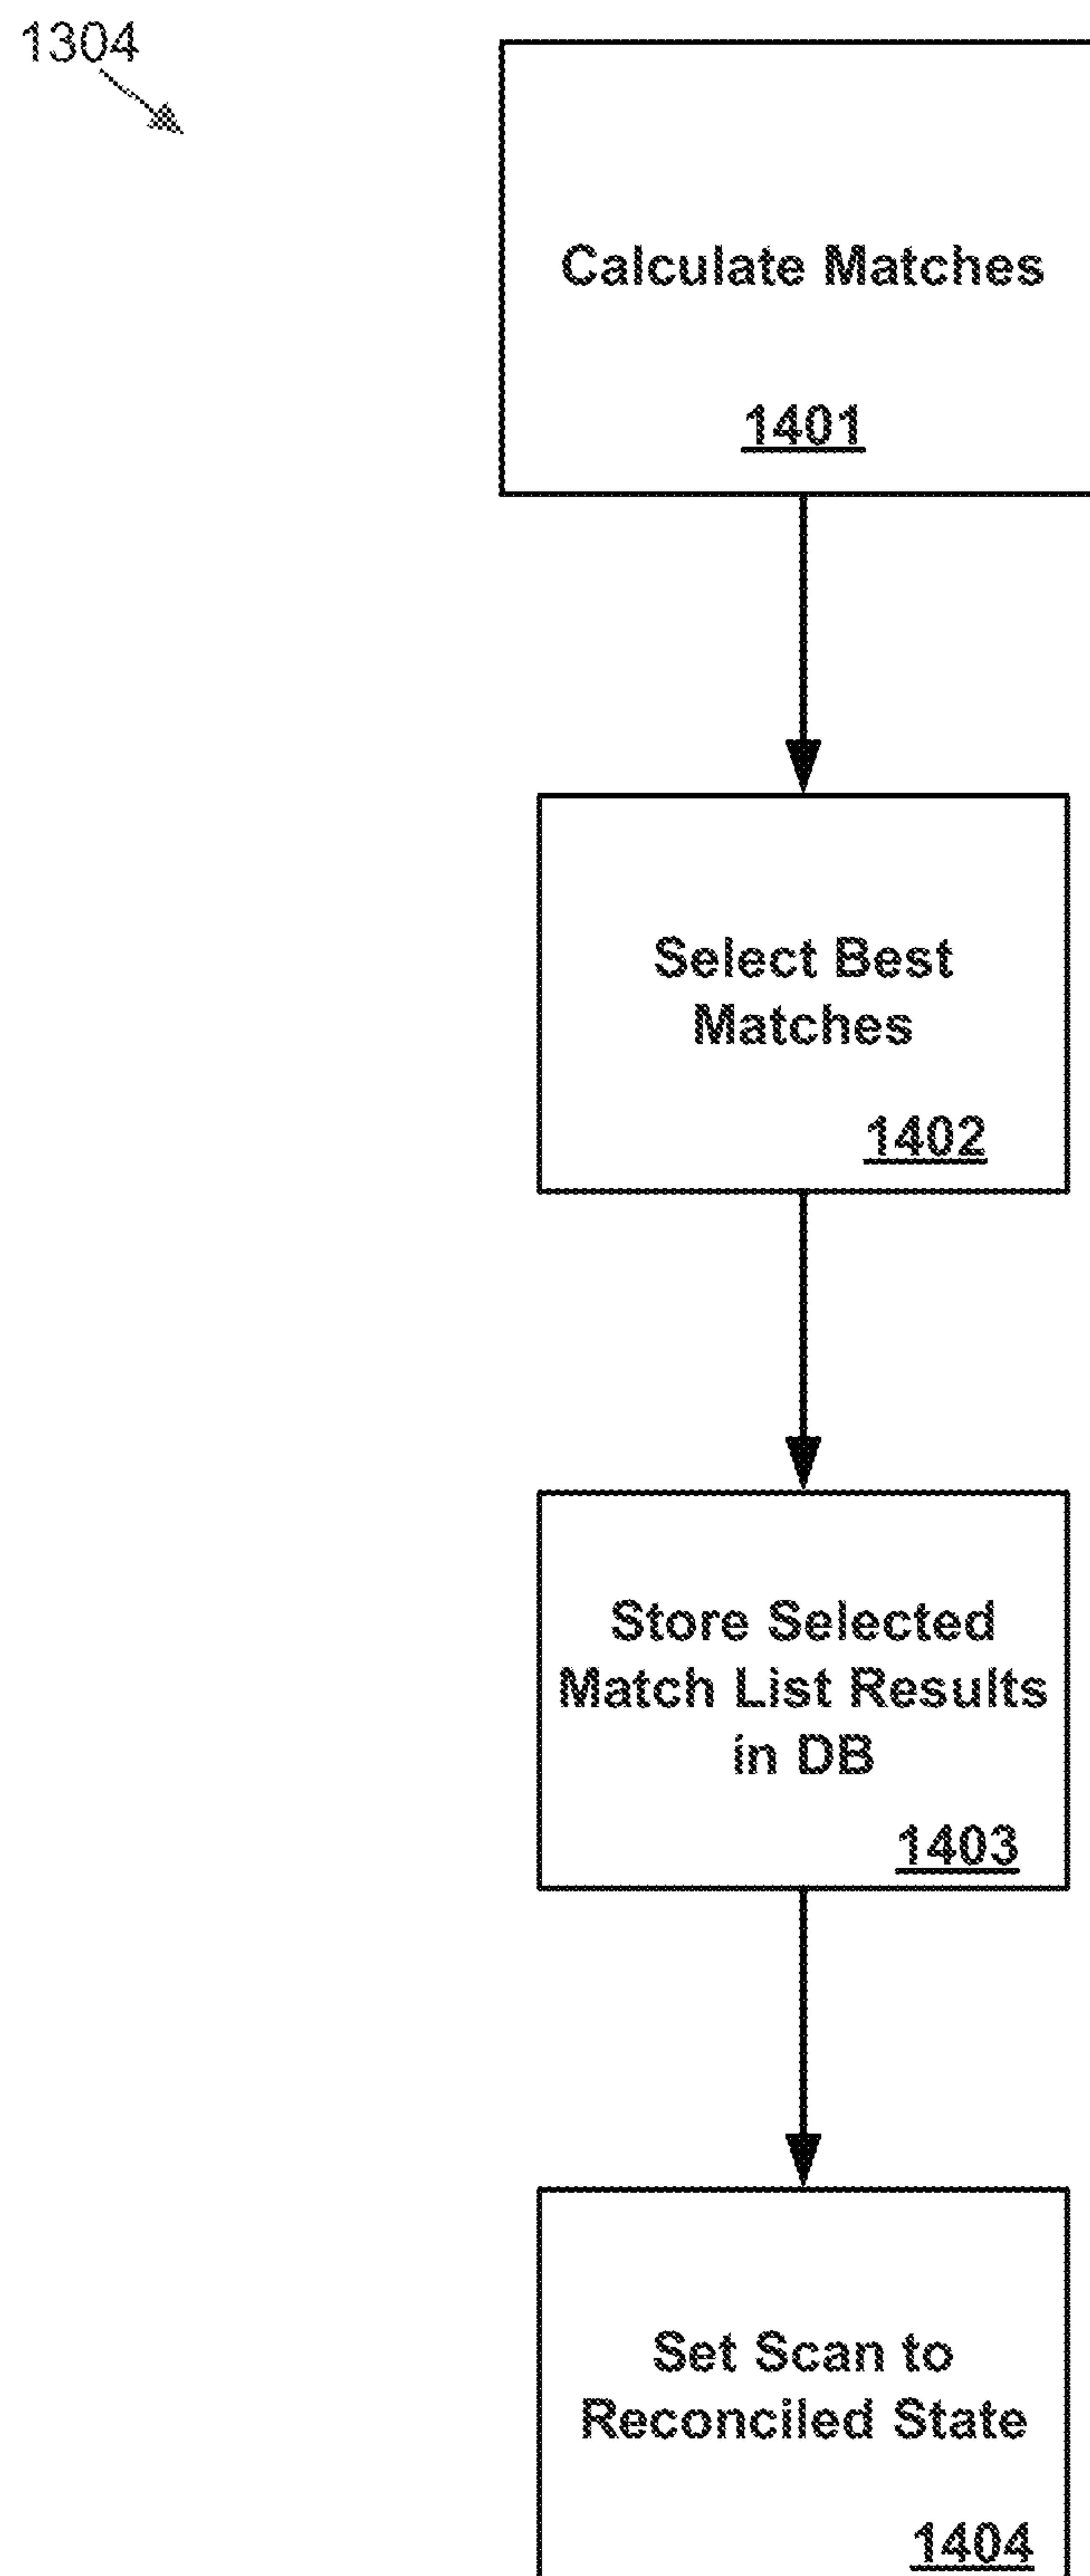 1304
Calculate Matches
1401
Select Best
Matches
1402
Store Selected
Match List Results
in DB
1403
Set Scan to
Reconciled State
1404